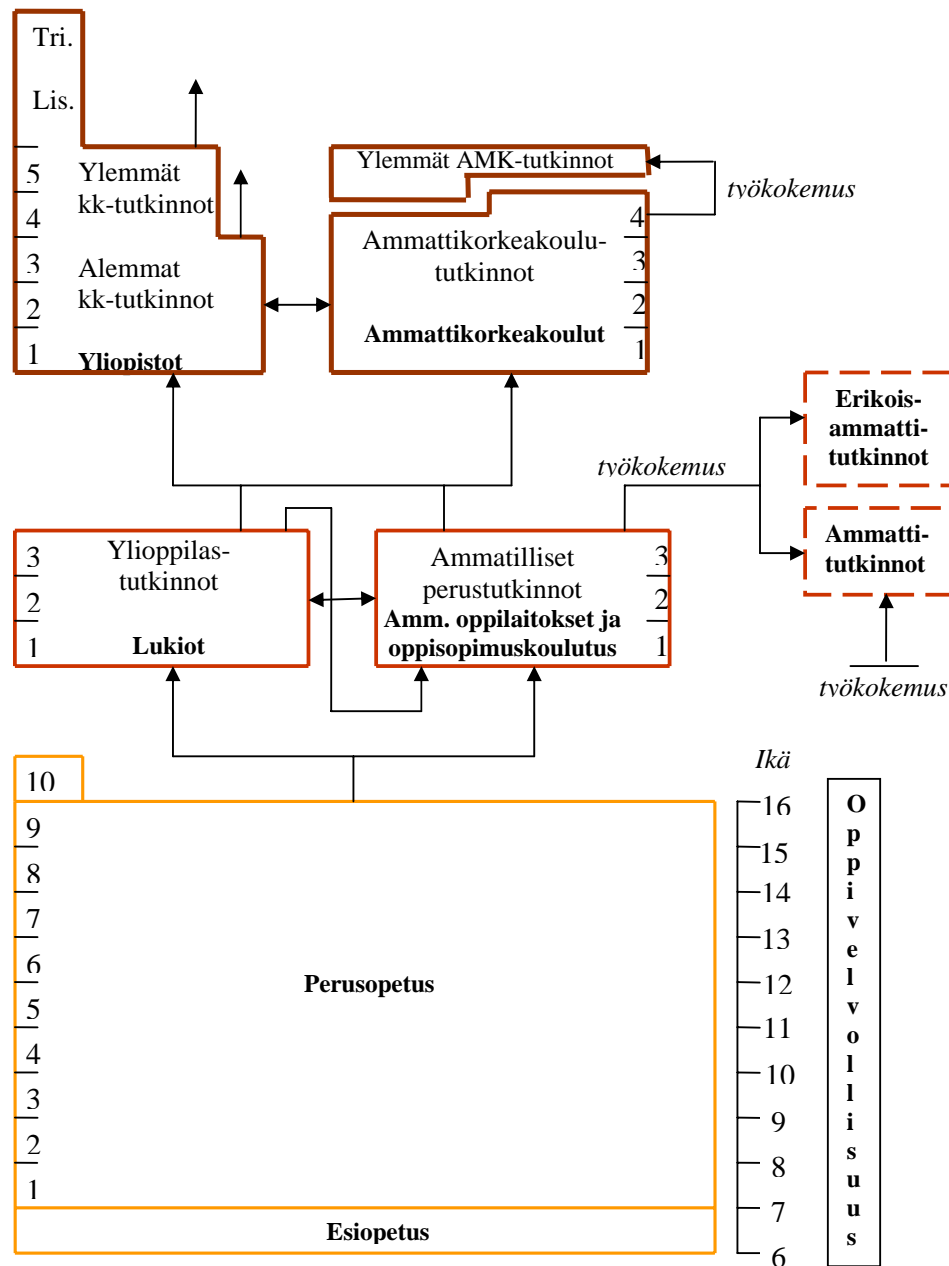 Tri.
Lis.
5
4
3
2
1
Ylemmät
kk-tutkinnot
Alemmat
kk-tutkinnot
Yliopistot
Ylemmät AMK-tutkinnot
työkokemus
Ammattikorkeakoulu-
tutkinnot
Ammattikorkeakoulut
4
3
2
1
Erikois-
ammatti-
tutkinnot
työkokemus
Ammatti-
tutkinnot
työkokemus
3
2
1
Ylioppilas-
tutkinnot
Lukiot
Ammatilliset
perustutkinnot
Amm. oppilaitokset ja
oppisopimuskoulutus
3
2
1
10
9
8
7
6
5
4
3
2
1
Perusopetus
Esiopetus
Ikä
16
15
14
13
12
11
10
9
8
7
6
O
p
p
i
v
e
l
v
o
l
l
i
s
u
u
s